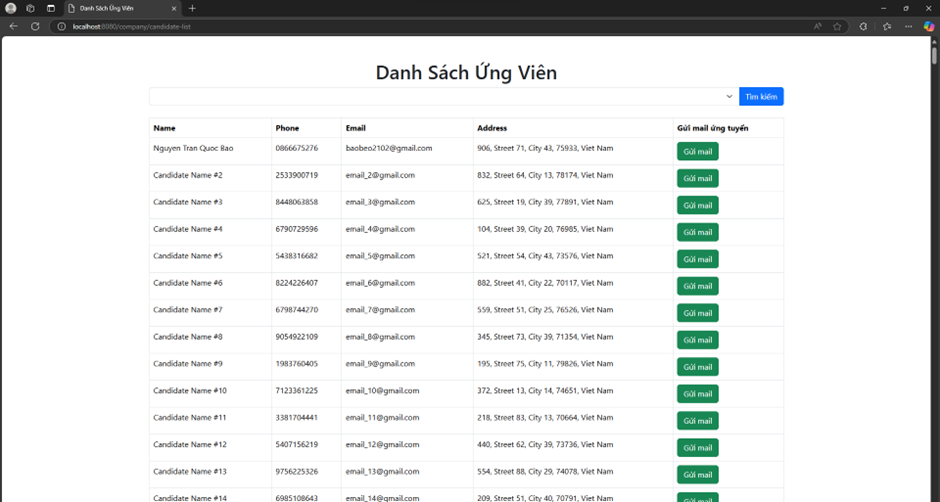 Danh Sách Ứng Viên
localhost:8080/company/candidate-list
Danh Sách Ứng Viên
Tìm kiếm
Name Phone Email Address Gửi mail ứng tuyển
Nguyen Tran Quoc Bao 0866675276 baobeo2102@gmail.com 906, Street 71, City 43, 75933, Viet Nam Gửi mail
Candidate Name #2 2533900719 email_2@gmail.com 832, Street 64, City 13, 78174, Viet Nam Gửi mail
Candidate Name #3 8448063858 email_3@gmail.com 625, Street 19, City 39, 77891, Viet Nam Gửi mail
Candidate Name #4 6790729596 email_4@gmail.com 104, Street 39, City 20, 76985, Viet Nam Gửi mail
Candidate Name #5 5438316682 email_5@gmail.com 521, Street 54, City 43, 73576, Viet Nam Gửi mail
Candidate Name #6 8224226407 email_6@gmail.com 882, Street 41, City 22, 70117, Viet Nam Gửi mail
Candidate Name #7 6798744270 email_7@gmail.com 559, Street 51, City 25, 76526, Viet Nam Gửi mail
Candidate Name #8 9054922109 email_8@gmail.com 345, Street 73, City 39, 71354, Viet Nam Gửi mail
Candidate Name #9 1983760405 email_9@gmail.com 195, Street 75, City 11, 79826, Viet Nam Gửi mail
Candidate Name #10 7123361225 email_10@gmail.com 372, Street 13, City 14, 74651, Viet Nam Gửi mail
Candidate Name #11 3381704441 email_11@gmail.com 218, Street 83, City 13, 70664, Viet Nam Gửi mail
Candidate Name #12 5407156219 email_12@gmail.com 440, Street 62, City 39, 73736, Viet Nam Gửi mail
Candidate Name #13 9756225326 email_13@gmail.com 554, Street 88, City 29, 74078, Viet Nam Gửi mail
Candidate Name #14 6985108643 email_14@gmail.com 209, Street 51, City 40, 70791, Viet Nam Gửi mail